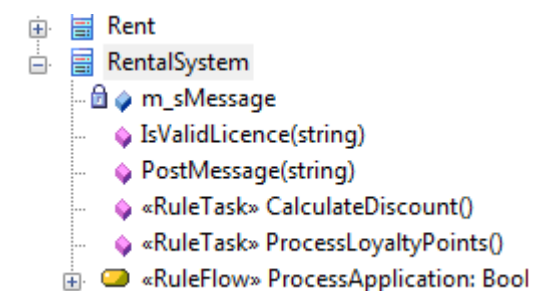 Rent
RentalSystem
m_sMessage
IsValidLicence(string)
PostMessage(string)
«RuleTask» CalculateDiscount()
«RuleTask» ProcessLoyaltyPoints()
«RuleFlow» ProcessApplication: Bool